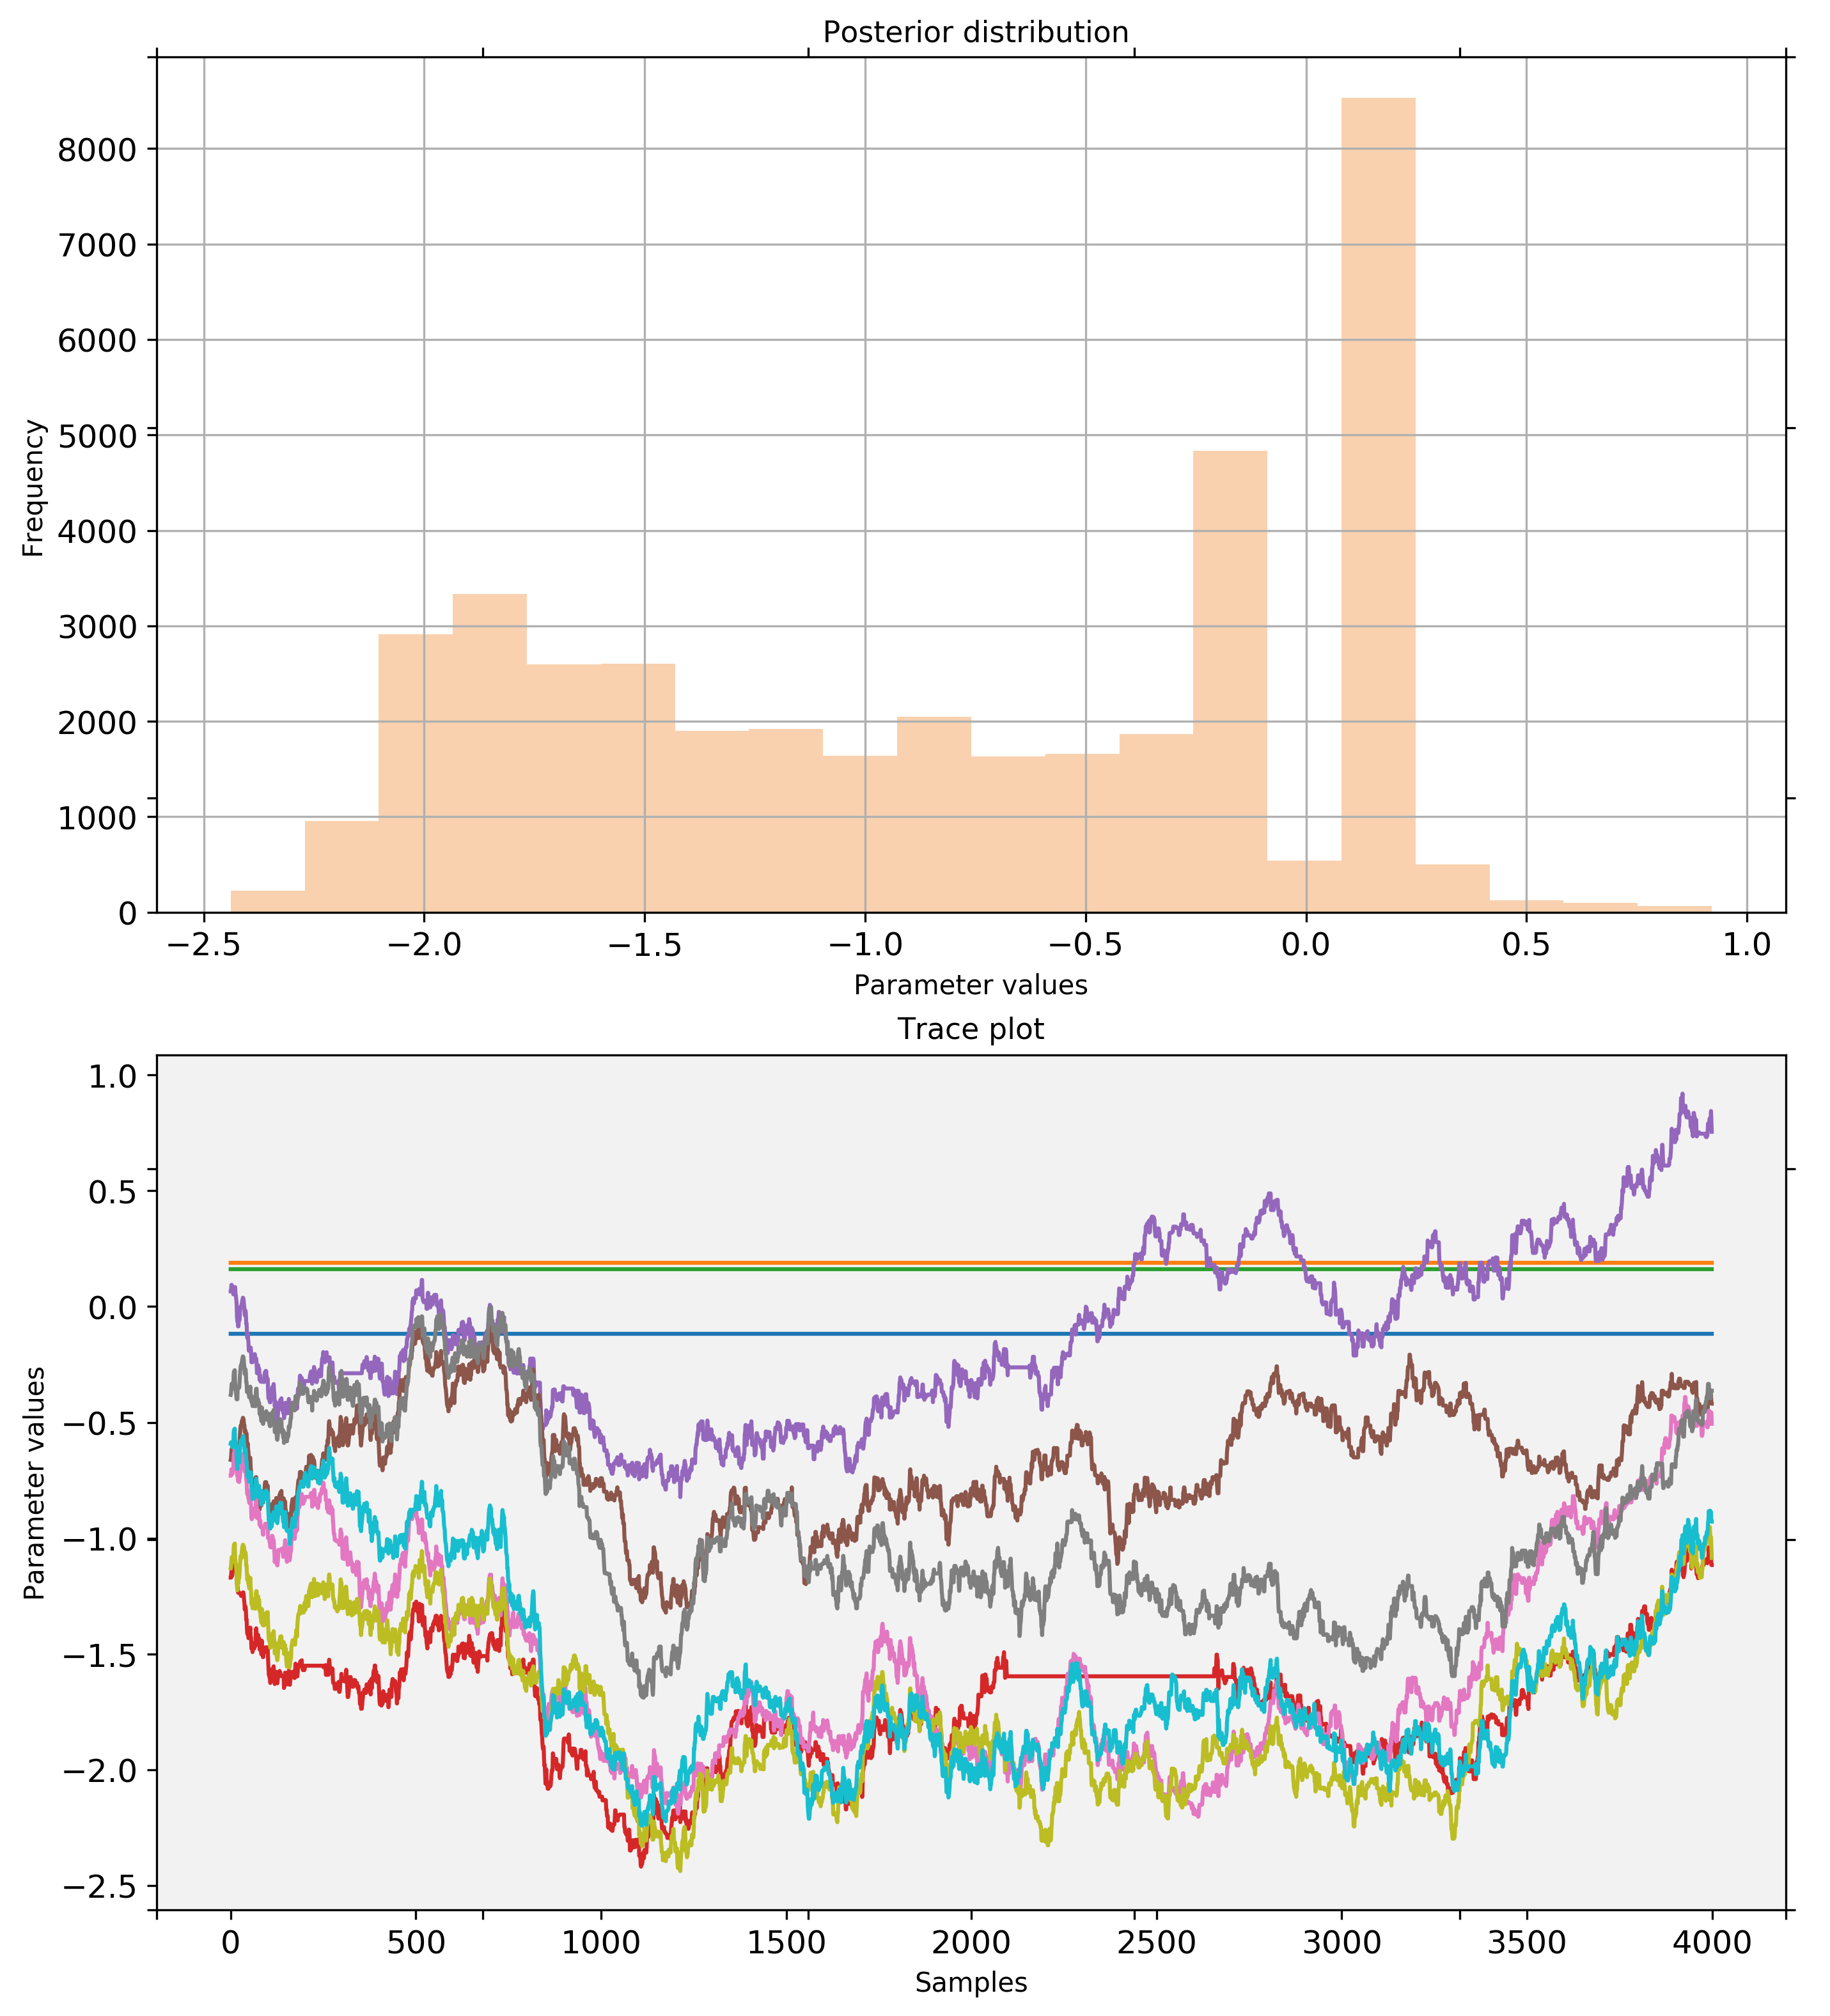 Posterior distribution
8000
7000
6000
5000
4000
3000
2000
1000
0
Frequency
−2.5 −2.0 −1.5 −1.0 −0.5 0.0 0.5 1.0
Parameter values
Trace plot
1.0
0.5
0.0
−0.5
−1.0
−1.5
−2.0
−2.5
Parameter values
0 500 1000 1500 2000 2500 3000 3500 4000
Samples